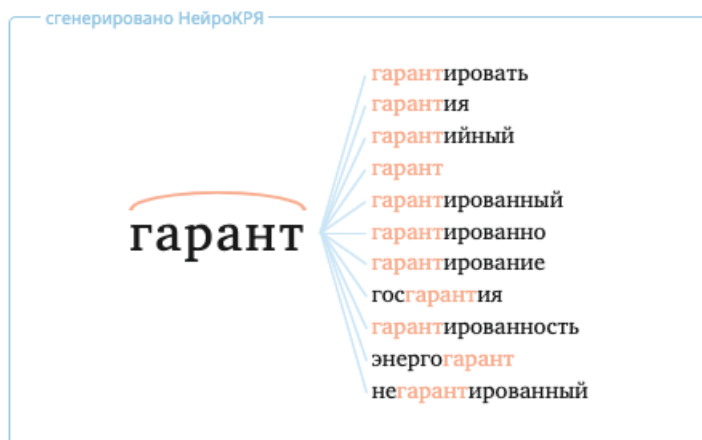 сгенерировано НейроКРЯ
гарант
гарантировать
гарантия
гарантийный
гарант
гарантированный
гарантированно
гарантирование
госгарантия
гарантированность
энергогарант
негарантированный